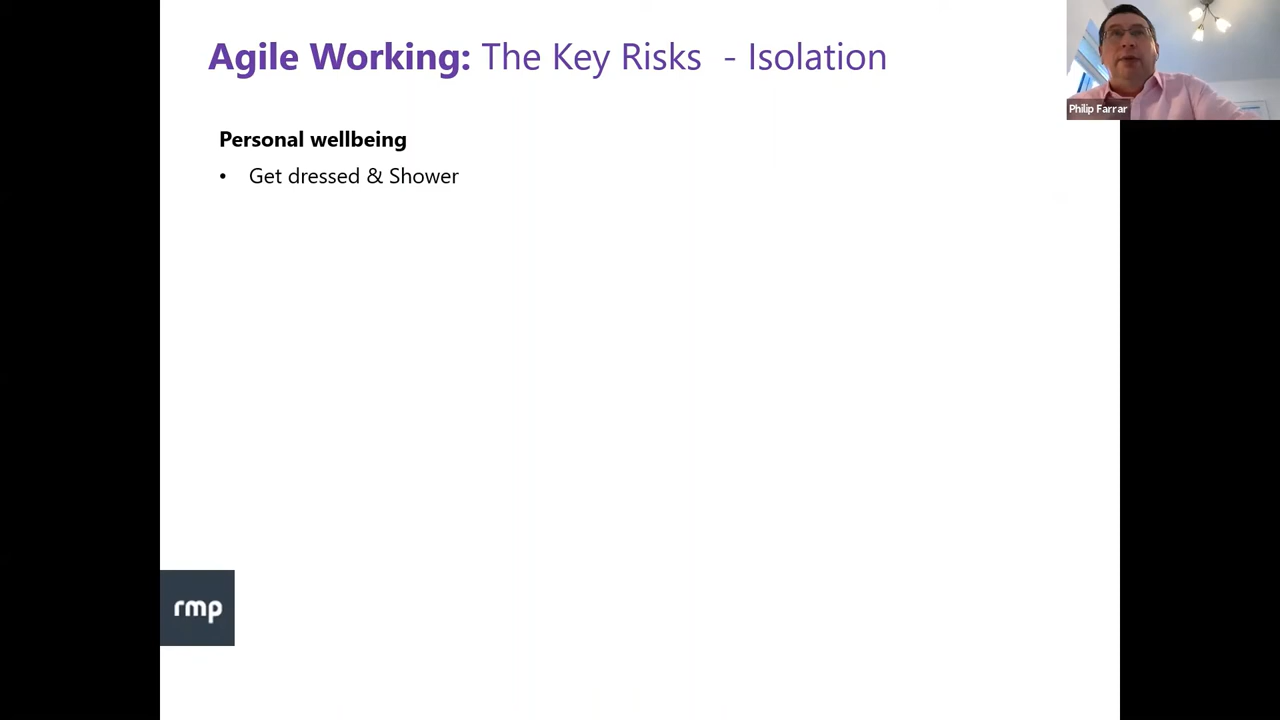 Agile Working: The Key Risks - Isolation
Philip Farrar
Personal wellbeing
• Get dressed & Shower
rmp